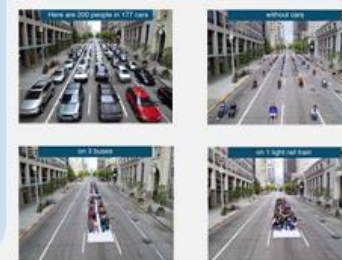 Here are 200 people in 177 cars
without cars
on 3 buses
on 1 light rail train